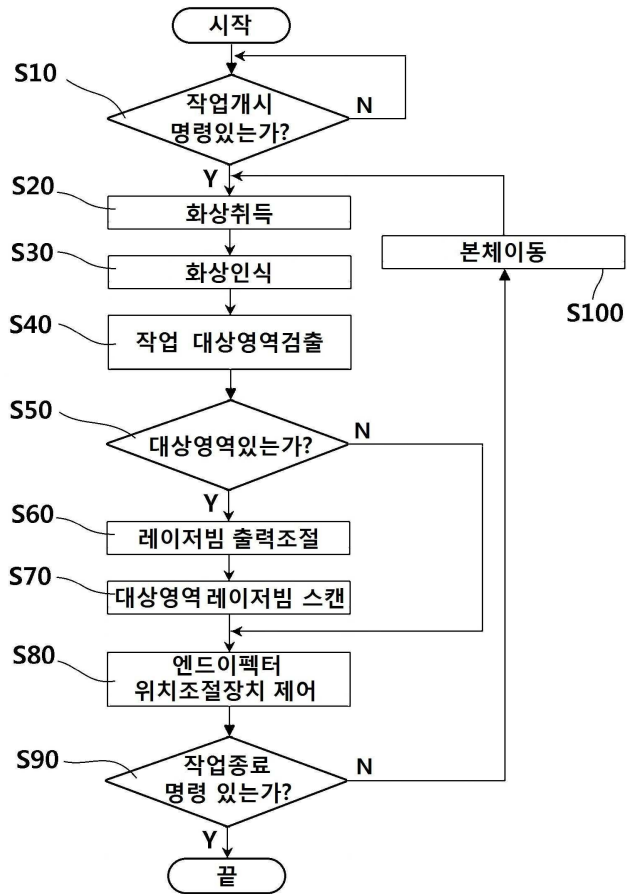 시작
S10
작업개시
명령있는가?
N
Y
S20
화상취득
S30
화상인식
본체이동
S100
S40
작업 대상영역검출
S50
대상영역있는가?
N
Y
S60
레이저빔 출력조절
S70
대상영역 레이저빔 스캔
S80
엔드이펙터
위치조절장치 제어
S90
작업종료
명령 있는가?
N
Y
끝